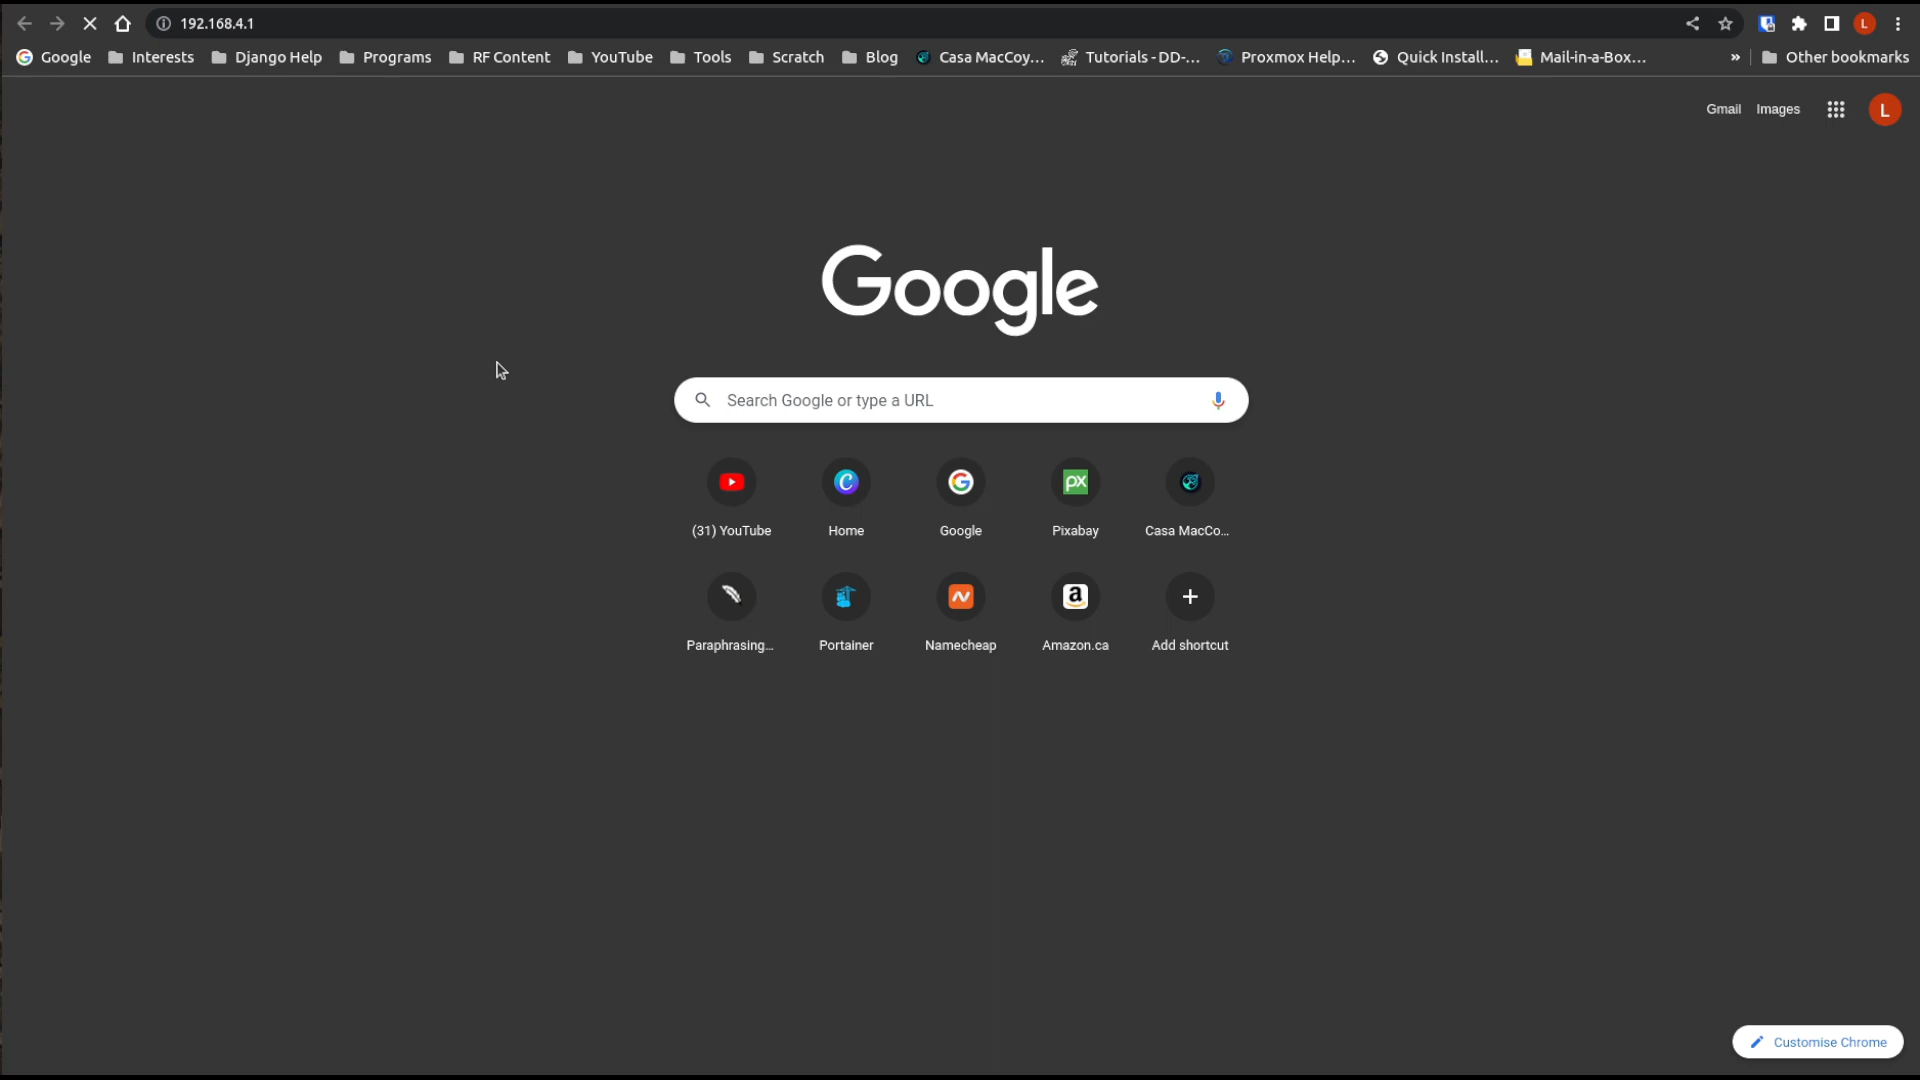 192.168.4.1
L
Google Interests Django Help Programs RF Content YouTube Tools Scratch Blog Casa MacCoy... Tutorials - DD-... Proxmox Help... Quick Install... Mail-in-a-Box... » Other bookmarks
Gmail Images L
Google
Search Google or type a URL
(31) YouTube Home Google Pixabay Casa MacCo...
Paraphrasing... Portainer Namecheap Amazon.ca Add shortcut
Customise Chrome